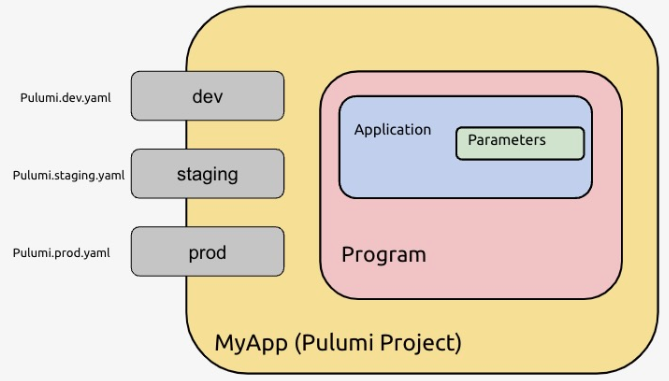 Pulumi.dev.yaml
dev
Pulumi.staging.yaml
staging
Pulumi.prod.yaml
prod
Application
Parameters
Program
MyApp (Pulumi Project)